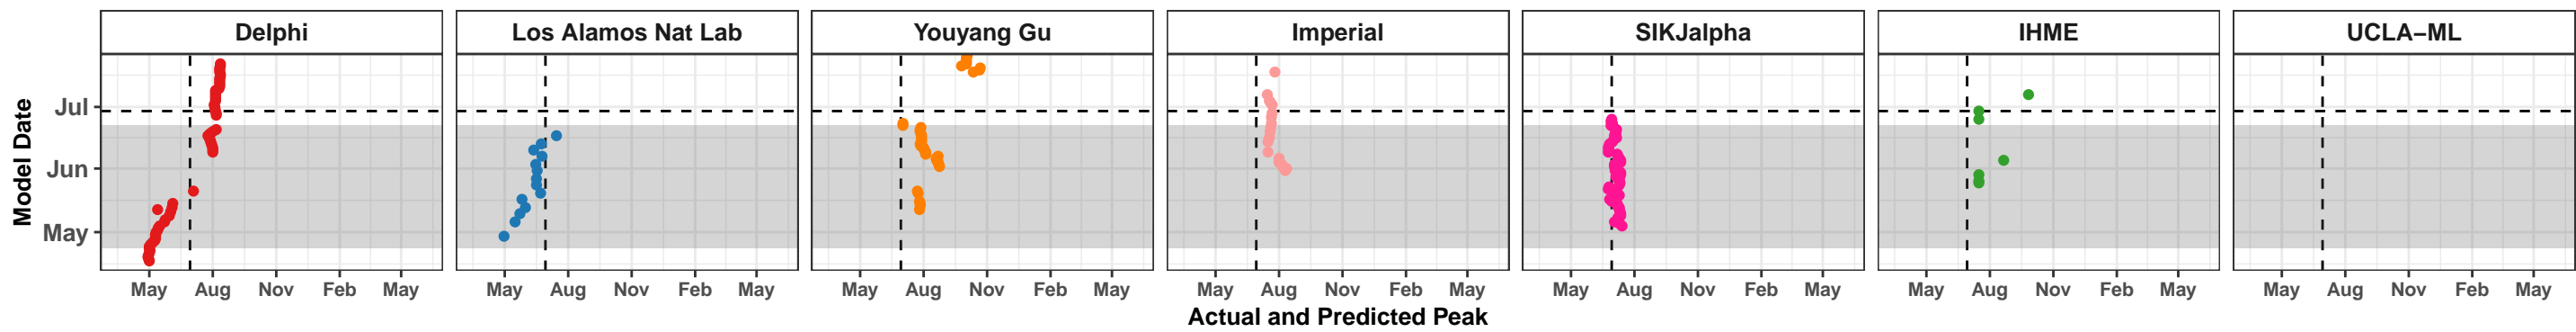 Delphi
Los Alamos Nat Lab
Youyang Gu
Imperial
SIKJalpha
IHME
UCLA−ML
Model Date
Jul
Jun
May
May Aug Nov Feb May
May Aug Nov Feb May
May Aug Nov Feb May
May Aug Nov Feb May
May Aug Nov Feb May
May Aug Nov Feb May
May Aug Nov Feb May
Actual and Predicted Peak